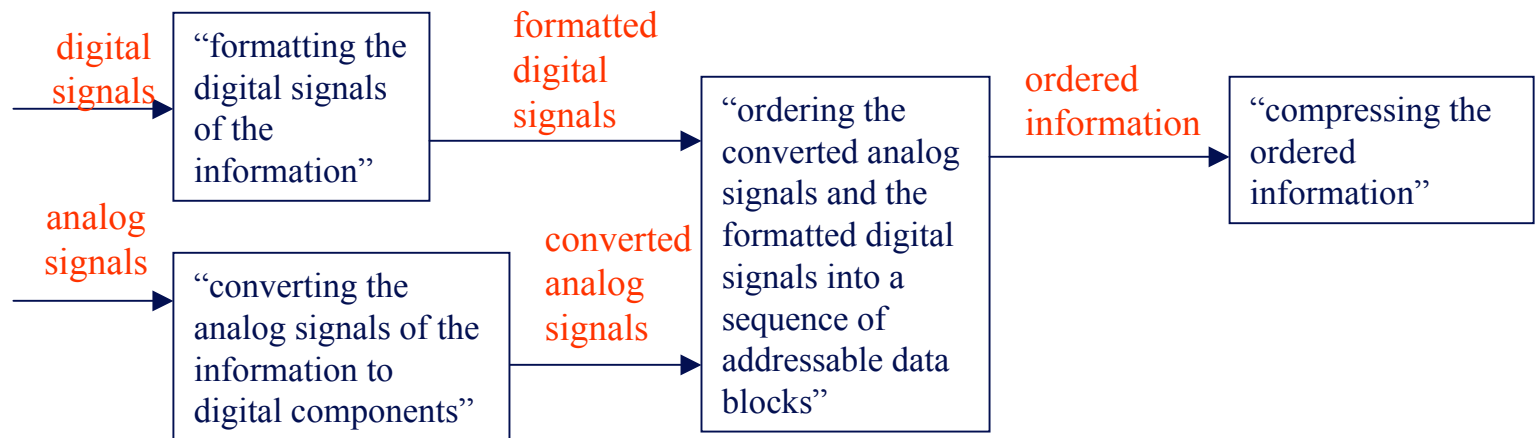 digital
signals
“formatting the
digital signals
of the
information”
formatted
digital
signals
analog
signals
“converting the
analog signals of the
information to
digital components”
converted
analog
signals
“ordering the
converted analog
signals and the
formatted digital
signals into a
sequence of
addressable data
blocks”
ordered
information
“compressing the
ordered
information”